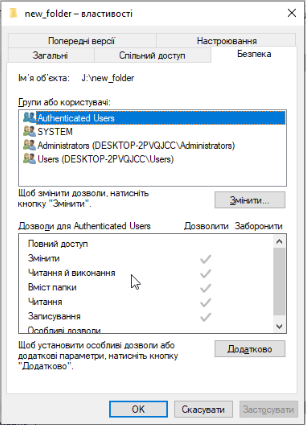 new_folder – властивості
Попередні версії
Настроювання
Загальні
Спільний доступ
Безпека
Ім'я об'єкта: J:\new_folder
Групи або користувачі:
Authenticated Users
SYSTEM
Administrators (DESKTOP-2PVQJCC\Administrators)
Users (DESKTOP-2PVQJCC\Users)
Щоб змінити дозволи, натисніть
кнопку "Змінити".
Змінити...
Дозволи для Authenticated Users Дозволити Заборонити
Повний доступ
Змінити
Читання й виконання
Вміст папки
Читання
Записування
Особливі дозволи
Щоб установити особливі дозволи або
додаткові параметри, натисніть кнопку
"Додатково".
Додатково
OK
Скасувати
Застосувати